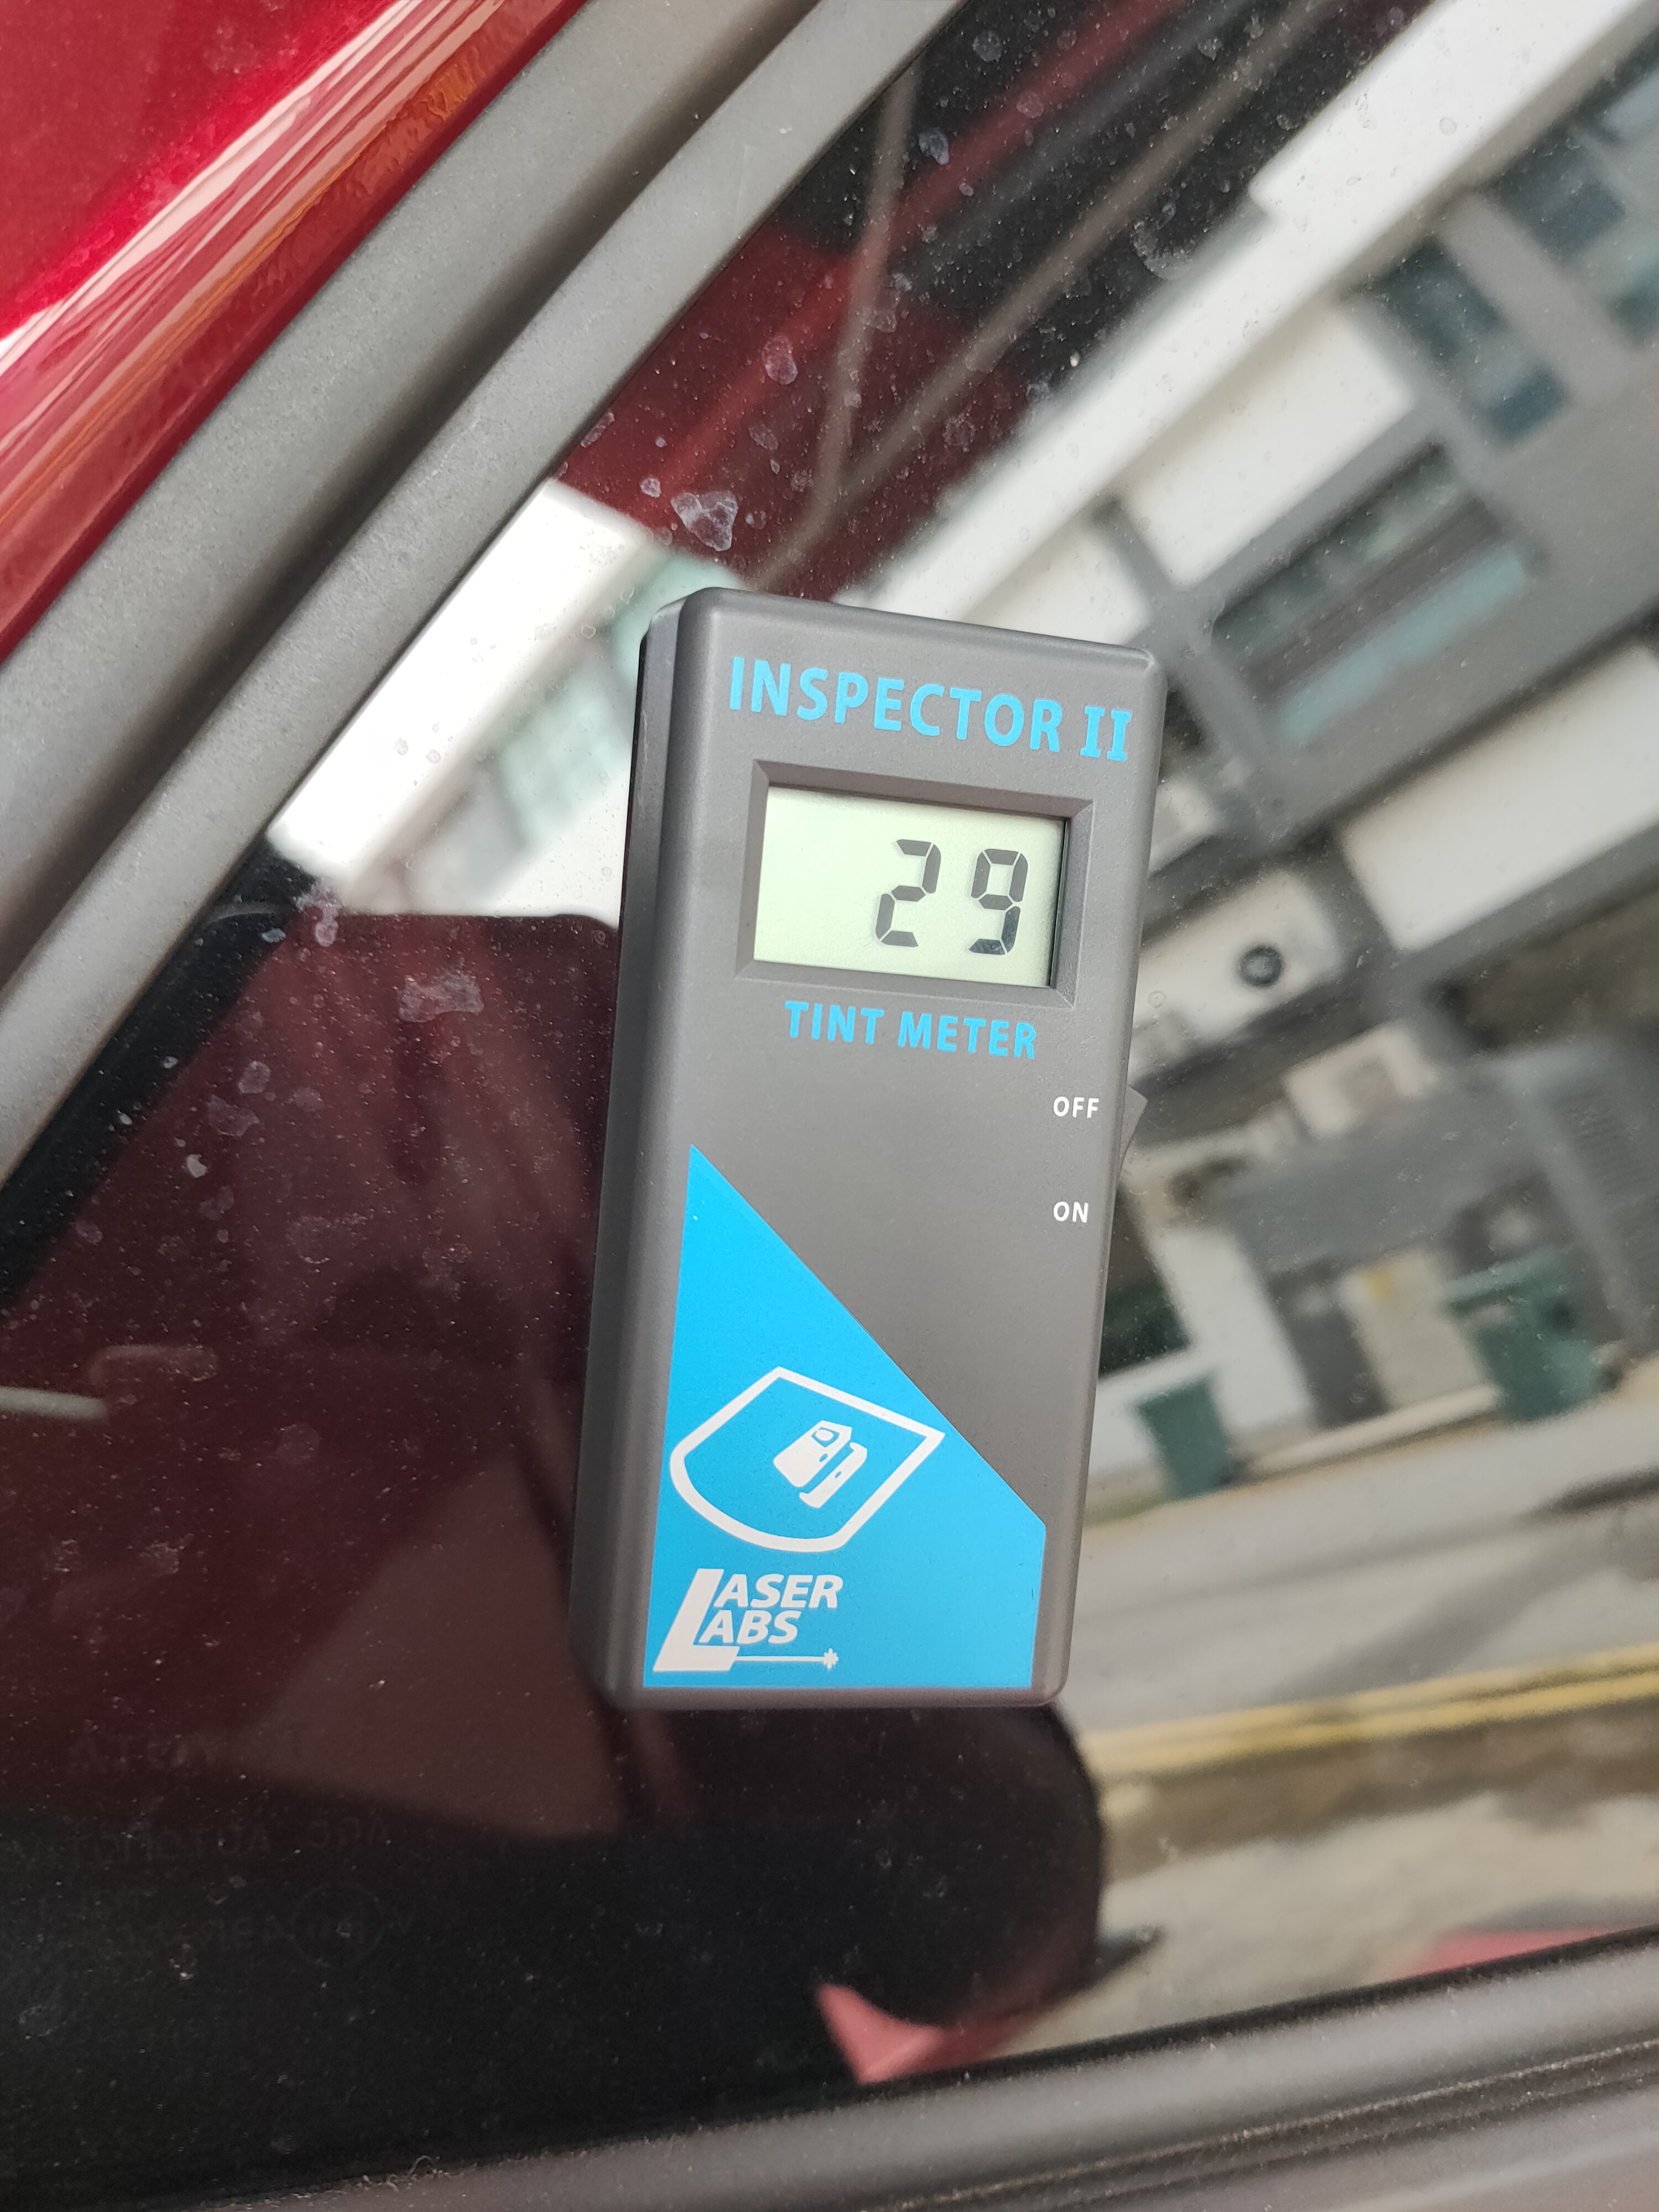 INSPECTOR II
29
TINT METER
OFF
ON
LASER
LABS